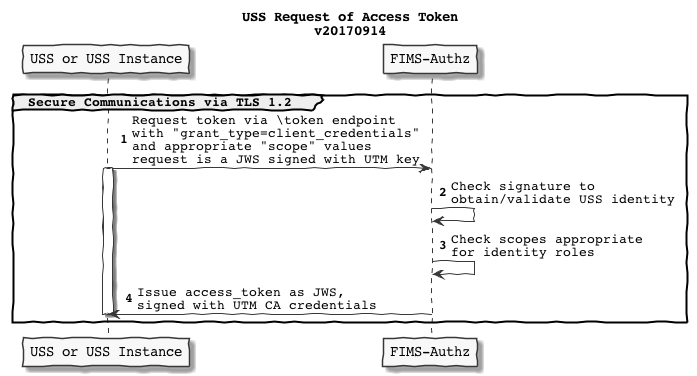 USS Request of Access Token
v20170914
USS or USS Instance
FIMS-Authz
Secure Communications via TLS 1.2
1 Request token via \token endpoint
with "grant_type=client_credentials"
and appropriate "scope" values
request is a JWS signed with UTM key
2 Check signature to
obtain/validate USS identity
3 Check scopes appropriate
for identity roles
4 Issue access_token as JWS,
signed with UTM CA credentials
USS or USS Instance
FIMS-Authz